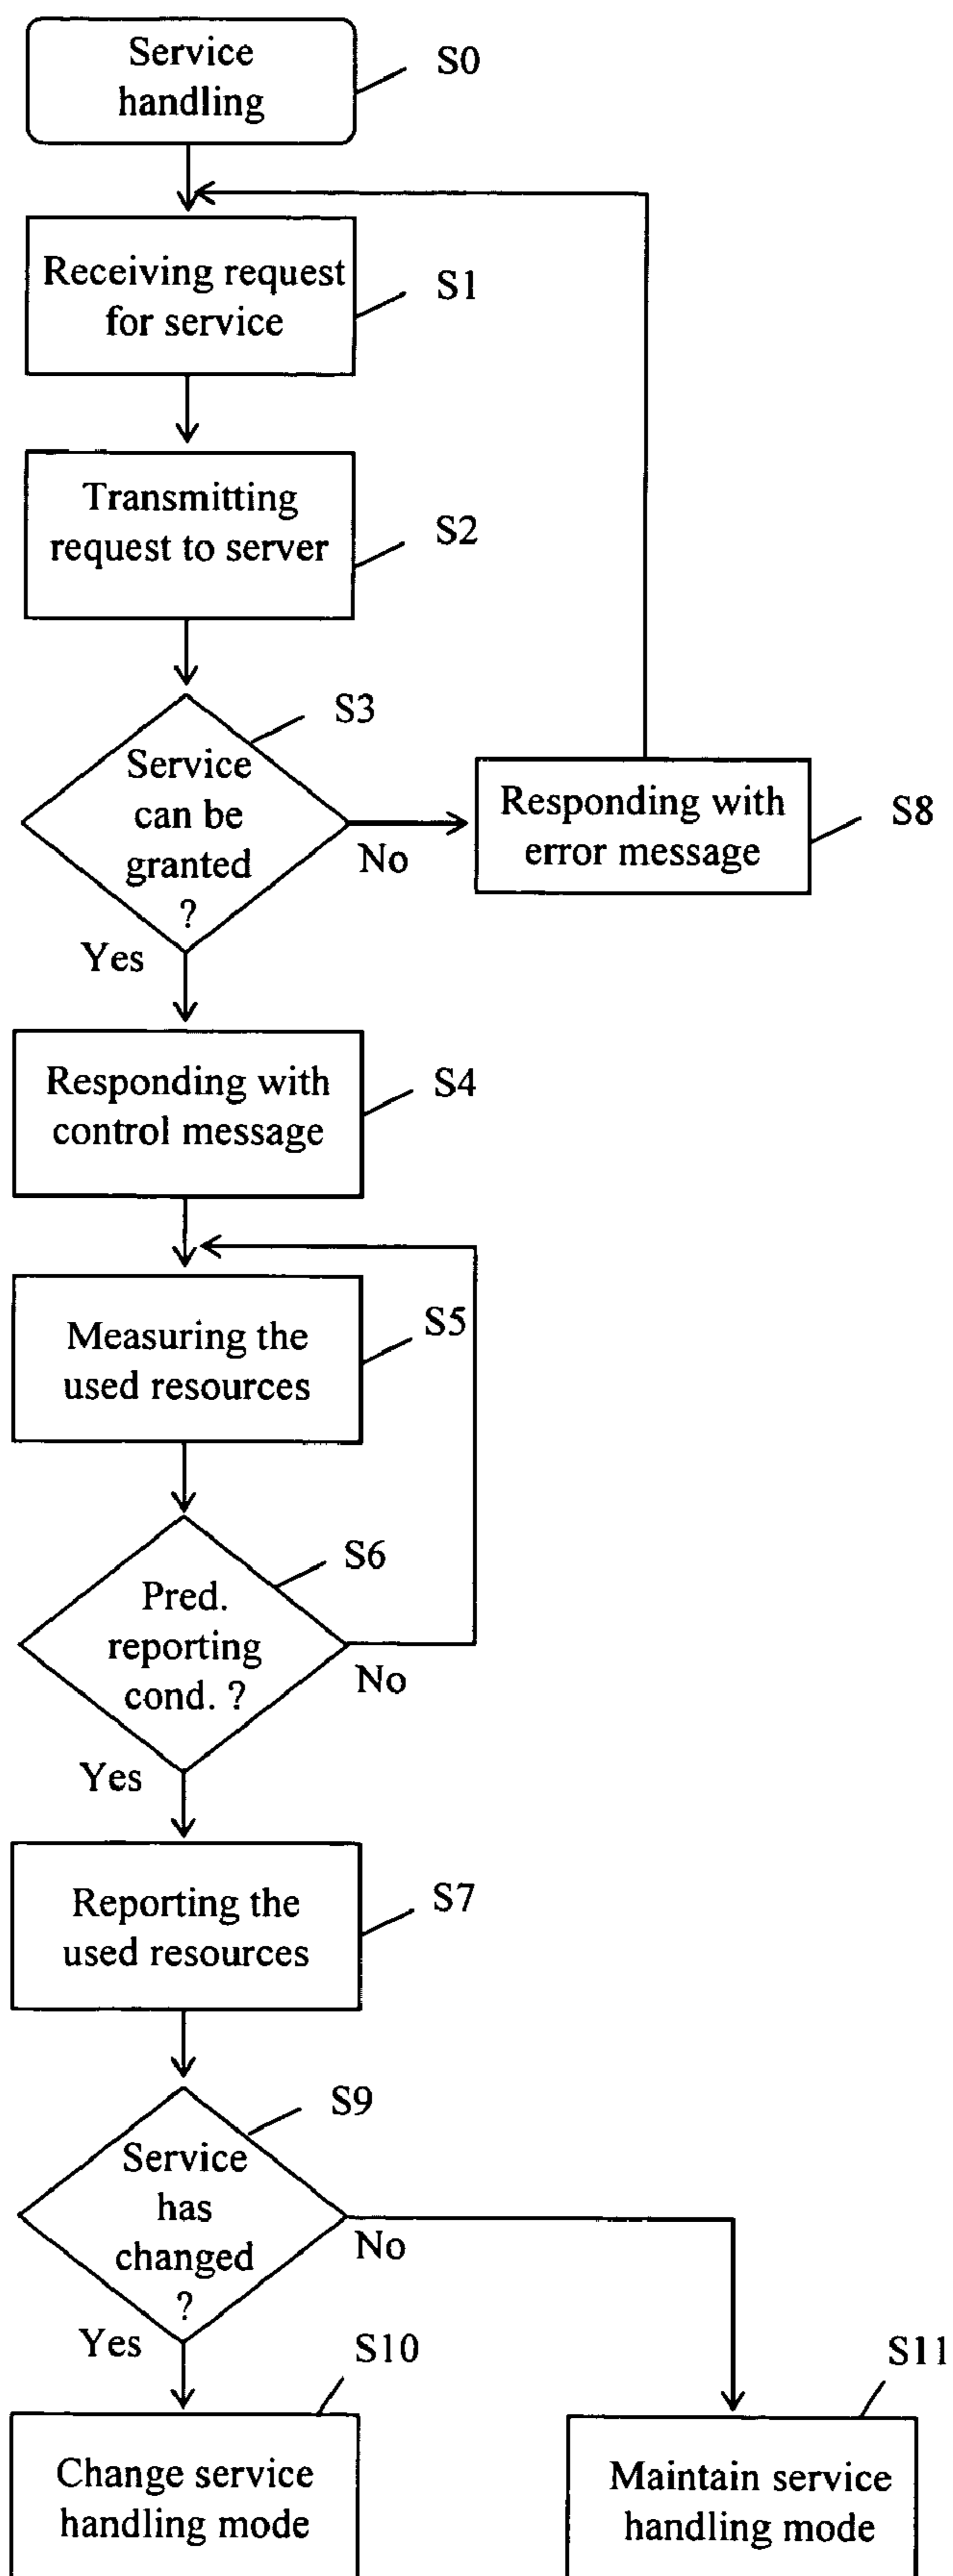 Service
handling
S0
Receiving request
for service
S1
Transmitting
request to server
S2
S3
Service
can be
granted
?
No
Yes
Responding with
error message
S8
Responding with
control message
S4
Measuring the
used resources
S5
S6
Pred.
reporting
cond. ?
No
Yes
Reporting the
used resources
S7
S9
Service
has
changed
?
No
Yes
S10
Change service
handling mode
S11
Maintain service
handling mode